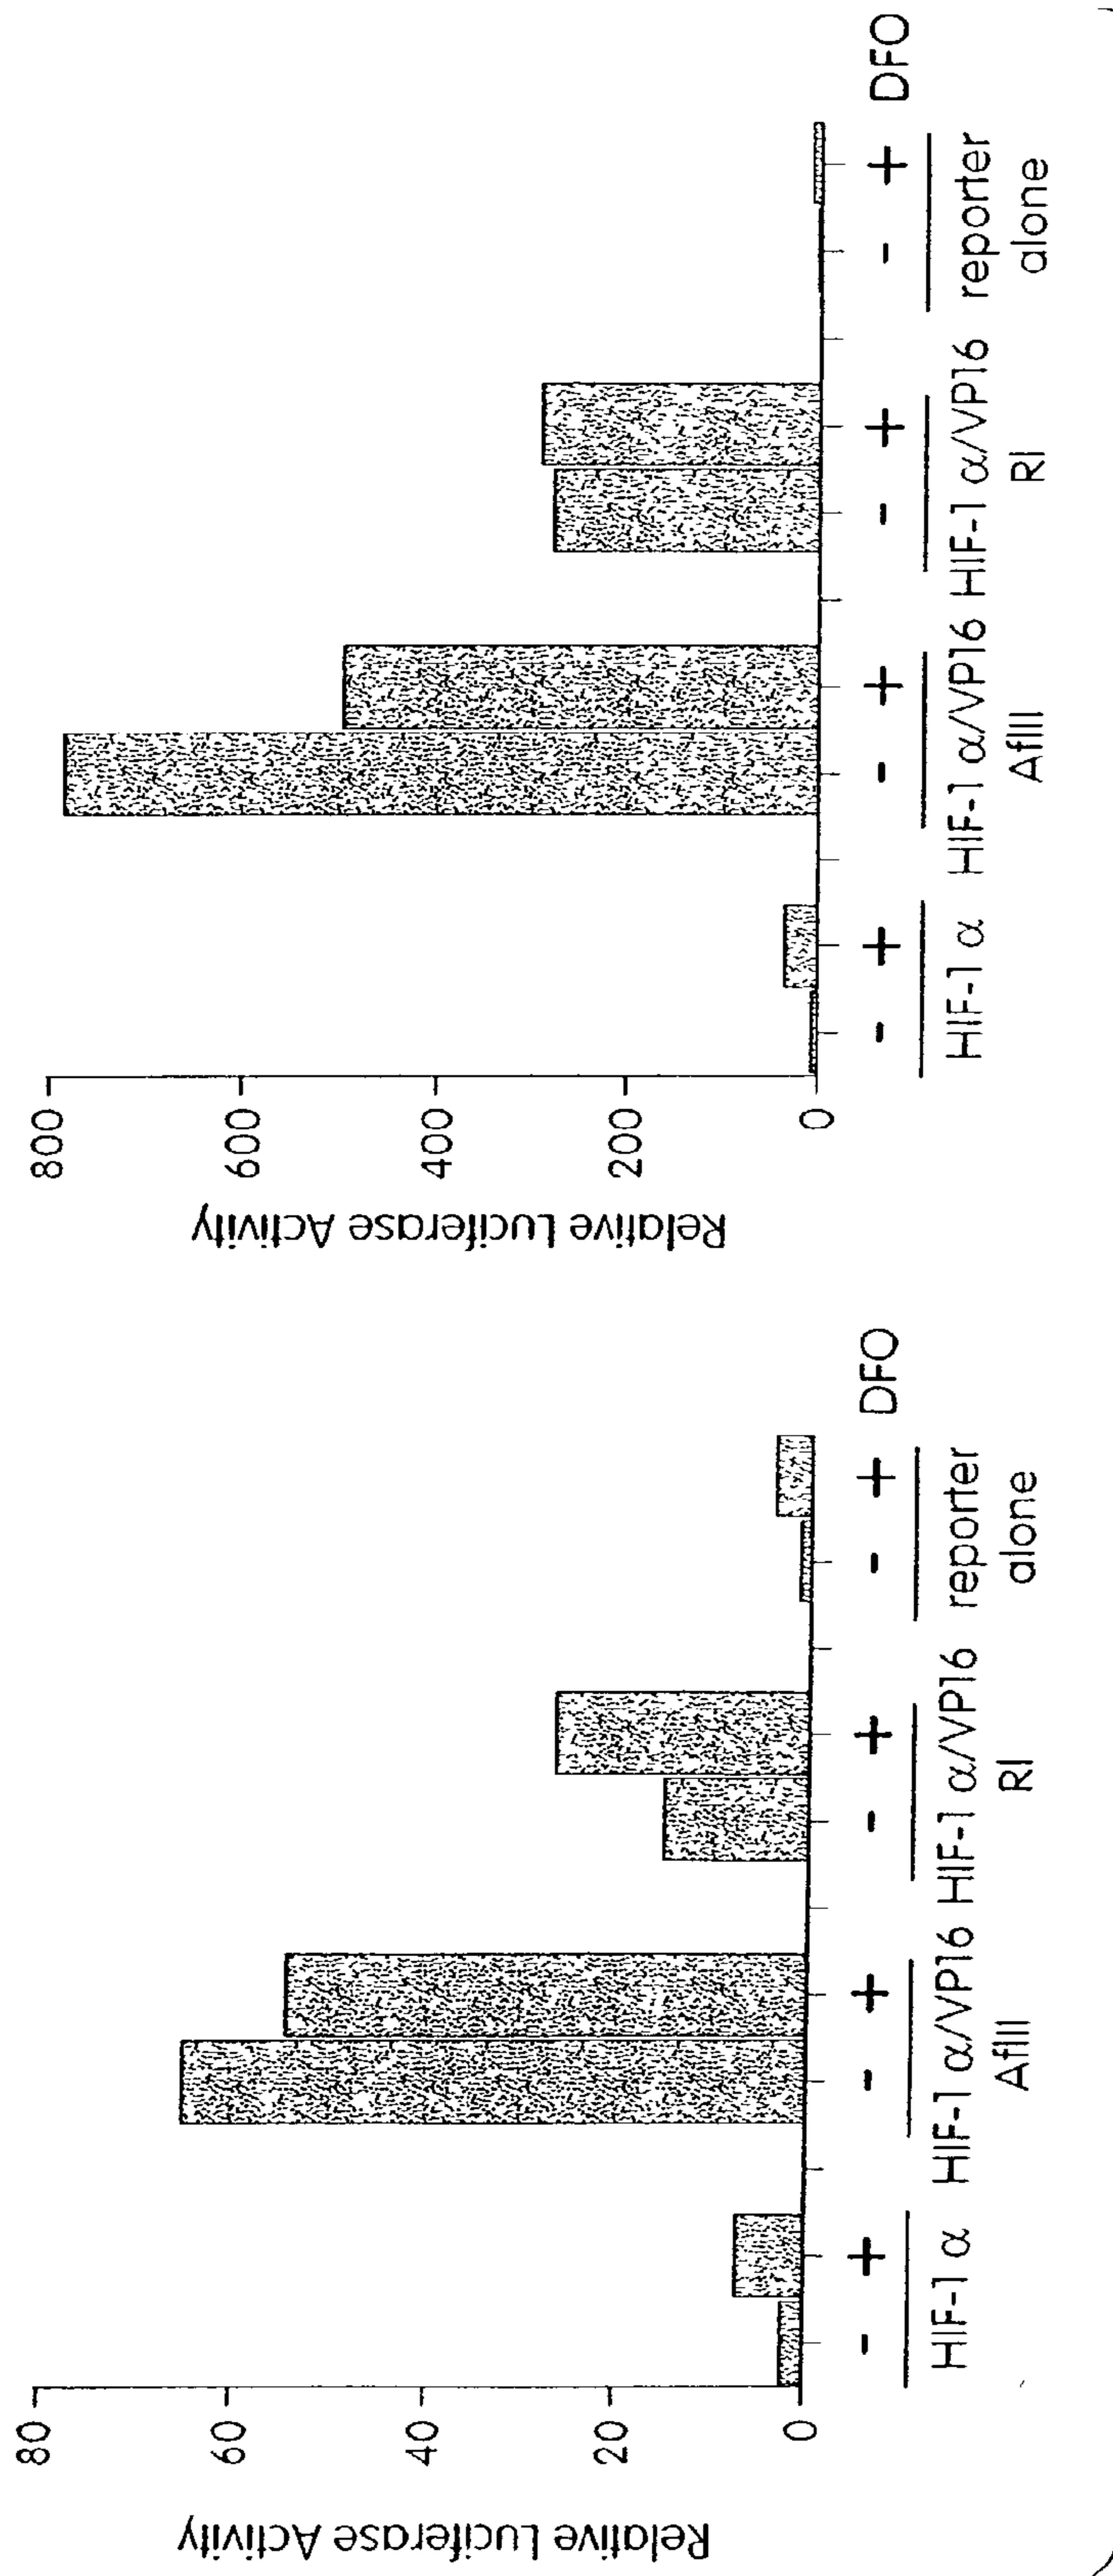 Relative Luciferase Activity
80
60
40
20
0
- + - + - + - + DFO
HIF-1 α HIF-1 α/VP16 HIF-1 α/VP16 reporter
AflII RI alone
Relative Luciferase Activity
800
600
400
200
0
- + - + - + - + DFO
HIF-1 α HIF-1 α/VP16 HIF-1 α/VP16 reporter
AflII RI alone